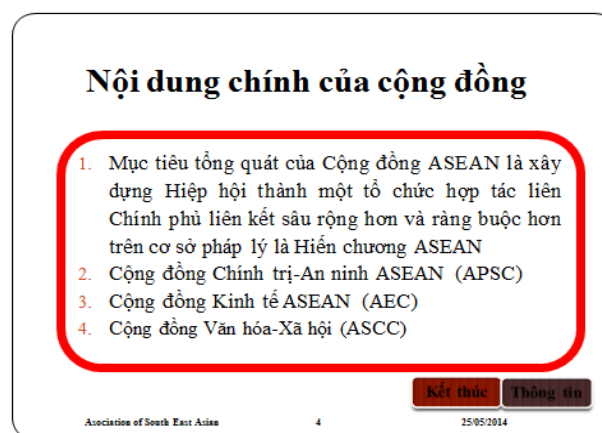 Nội dung chính của cộng đồng
1. Mục tiêu tổng quát của Cộng đồng ASEAN là xây
dựng Hiệp hội thành một tổ chức hợp tác liên
Chính phủ liên kết sâu rộng hơn và ràng buộc hơn
trên cơ sở pháp lý là Hiến chương ASEAN
2. Cộng đồng Chính trị-An ninh ASEAN (APSC)
3. Cộng đồng Kinh tế ASEAN (AEC)
4. Cộng đồng Văn hóa-Xã hội (ASCC)
Kết thúc Thông tin
Asociation of South East Asian 4 25/05/2014